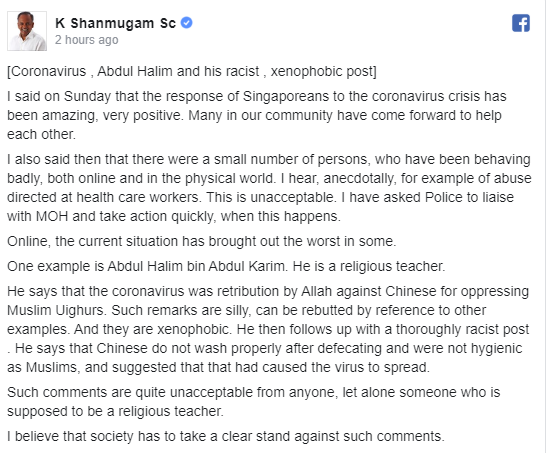 K Shanmugam Sc
2 hours ago
[Coronavirus , Abdul Halim and his racist , xenophobic post]
I said on Sunday that the response of Singaporeans to the coronavirus crisis has
been amazing, very positive. Many in our community have come forward to help
each other.
I also said then that there were a small number of persons, who have been behaving
badly, both online and in the physical world. I hear, anecdotally, for example of abuse
directed at health care workers. This is unacceptable. I have asked Police to liaise
with MOH and take action quickly, when this happens.
Online, the current situation has brought out the worst in some.
One example is Abdul Halim bin Abdul Karim. He is a religious teacher.
He says that the coronavirus was retribution by Allah against Chinese for oppressing
Muslim Uighurs. Such remarks are silly, can be rebutted by reference to other
examples. And they are xenophobic. He then follows up with a thoroughly racist post
. He says that Chinese do not wash properly after defecating and were not hygienic
as Muslims, and suggested that that had caused the virus to spread.
Such comments are quite unacceptable from anyone, let alone someone who is
supposed to be a religious teacher.
I believe that society has to take a clear stand against such comments.